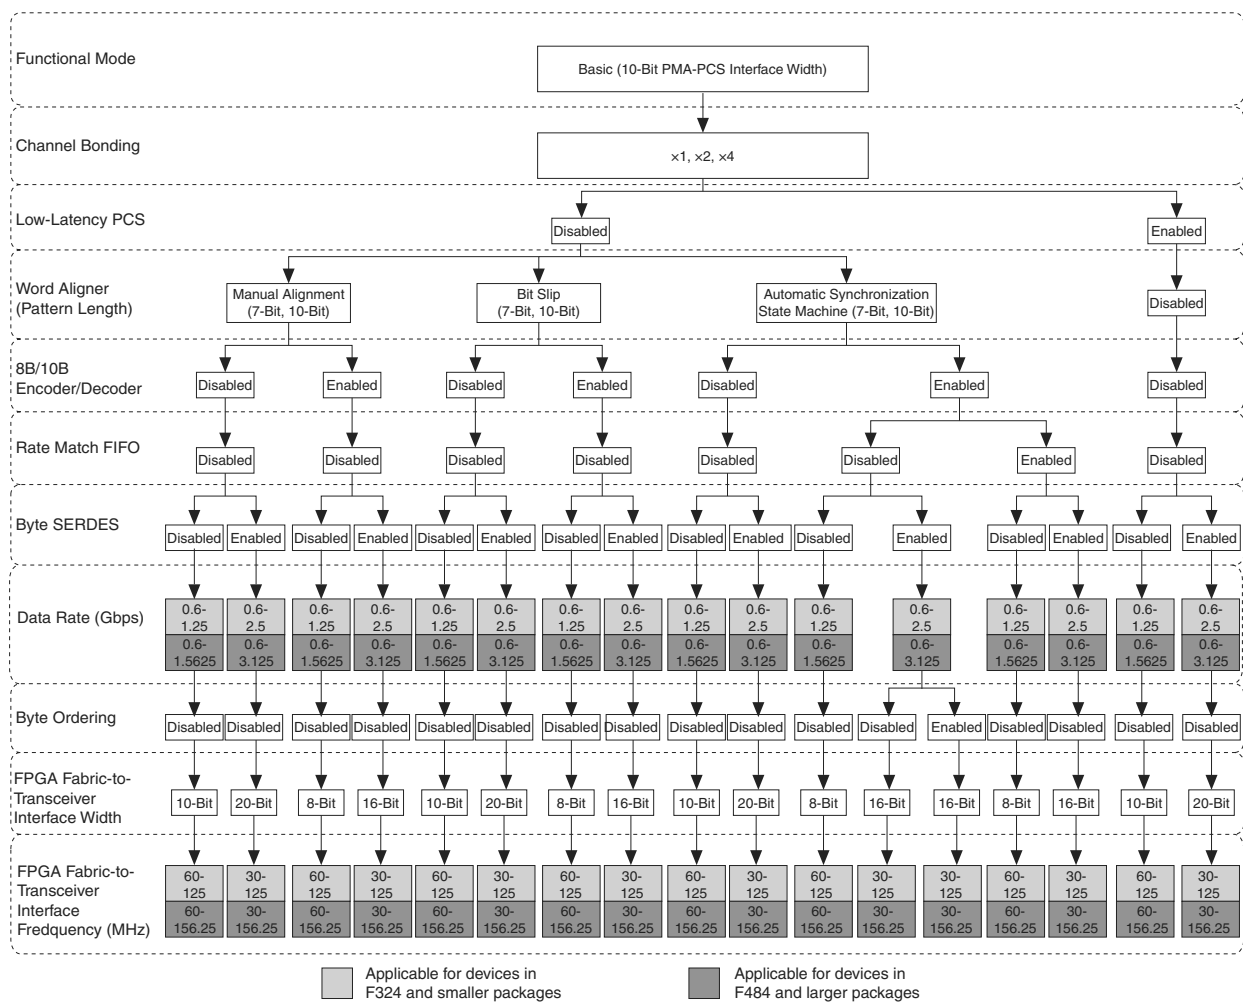 Functional Mode
Basic (10-Bit PMA-PCS Interface Width)
Channel Bonding
×1, ×2, ×4
Low-Latency PCS
Disabled Enabled
Word Aligner
(Pattern Length)
Manual Alignment
(7-Bit, 10-Bit)
Bit Slip
(7-Bit, 10-Bit)
Automatic Synchronization
State Machine (7-Bit, 10-Bit)
Disabled
8B/10B
Encoder/Decoder
Disabled Enabled Disabled Enabled Disabled Enabled Disabled
Rate Match FIFO
Disabled Disabled Disabled Disabled Disabled Disabled Enabled Disabled
Byte SERDES
Disabled Enabled Disabled Enabled Disabled Enabled Disabled Enabled Disabled Enabled Disabled Enabled Disabled Enabled Disabled Enabled
Data Rate (Gbps)
0.6- 0.6- 0.6- 0.6- 0.6- 0.6- 0.6- 0.6- 0.6- 0.6- 0.6- 0.6- 0.6- 0.6- 0.6- 0.6-
1.25 2.5 1.25 2.5 1.25 2.5 1.25 2.5 1.25 2.5 1.25 2.5 1.25 2.5 1.25 2.5
0.6- 0.6- 0.6- 0.6- 0.6- 0.6- 0.6- 0.6- 0.6- 0.6- 0.6- 0.6- 0.6- 0.6- 0.6- 0.6-
1.5625 3.125 1.5625 3.125 1.5625 3.125 1.5625 3.125 1.5625 3.125 1.5625 3.125 1.5625 3.125 1.5625 3.125
Byte Ordering
Disabled Disabled Disabled Disabled Disabled Disabled Disabled Disabled Disabled Disabled Disabled Disabled Enabled Disabled Disabled Disabled Disabled
FPGA Fabric-to-
Transceiver
Interface Width
10-Bit 20-Bit 8-Bit 16-Bit 10-Bit 20-Bit 8-Bit 16-Bit 10-Bit 20-Bit 8-Bit 16-Bit 16-Bit 8-Bit 16-Bit 10-Bit 20-Bit
FPGA Fabric-to-
Transceiver
Interface
Fredquency (MHz)
60- 30- 60- 30- 60- 30- 60- 30- 60- 30- 60- 30- 30- 60- 30- 60- 30-
125 125 125 125 125 125 125 125 125 125 125 125 125 125 125 125 125
60- 30- 60- 30- 60- 30- 60- 30- 60- 30- 60- 30- 30- 60- 30- 60- 30-
156.25 156.25 156.25 156.25 156.25 156.25 156.25 156.25 156.25 156.25 156.25 156.25 156.25 156.25 156.25 156.25 156.25
Applicable for devices in
F324 and smaller packages
Applicable for devices in
F484 and larger packages